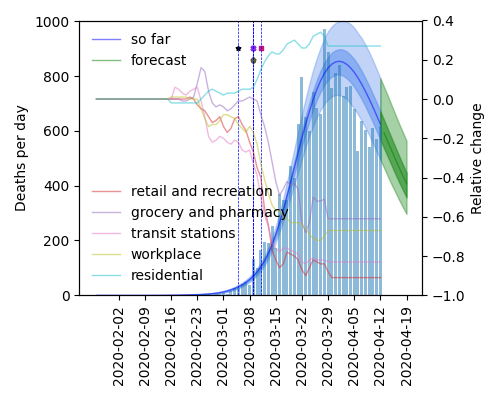 1000
800
600
400
200
0
Deaths per day
so far
forecast
retail and recreation
grocery and pharmacy
transit stations
workplace
residential
0.4
0.2
0.0
−0.2
−0.4
−0.6
−0.8
−1.0
Relative change
2020-02-02
2020-02-09
2020-02-16
2020-02-23
2020-03-01
2020-03-08
2020-03-15
2020-03-22
2020-03-29
2020-04-05
2020-04-12
2020-04-19